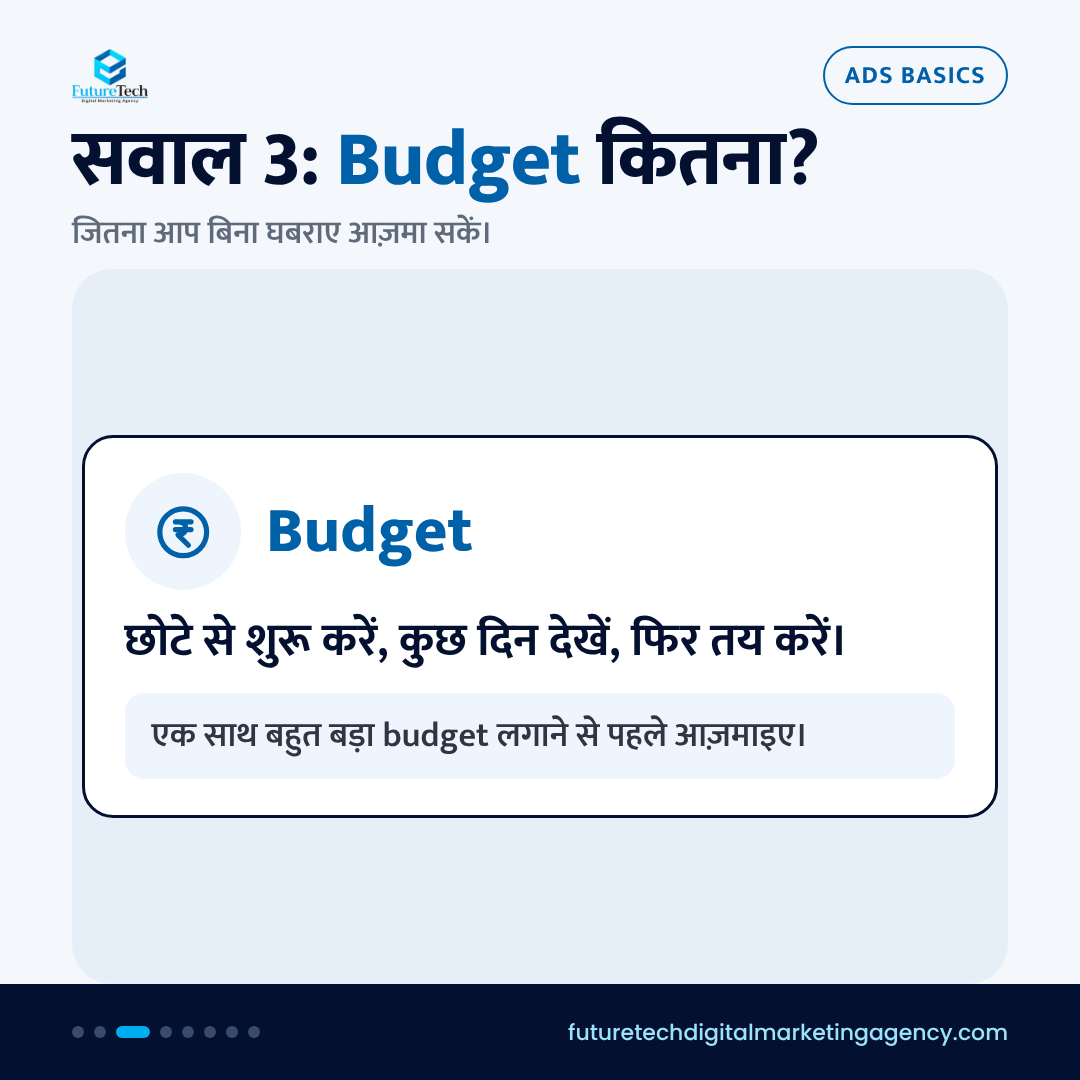 FutureTech
Digital Marketing Agency
ADS BASICS
सवाल 3: Budget कितना?
जितना आप बिना घबराए आज़मा सकें।
₹
Budget
छोटे से शुरू करें, कुछ दिन देखें, फिर तय करें।
एक साथ बहुत बड़ा budget लगाने से पहले आज़माइए।
futuretechdigitalmarketingagency.com